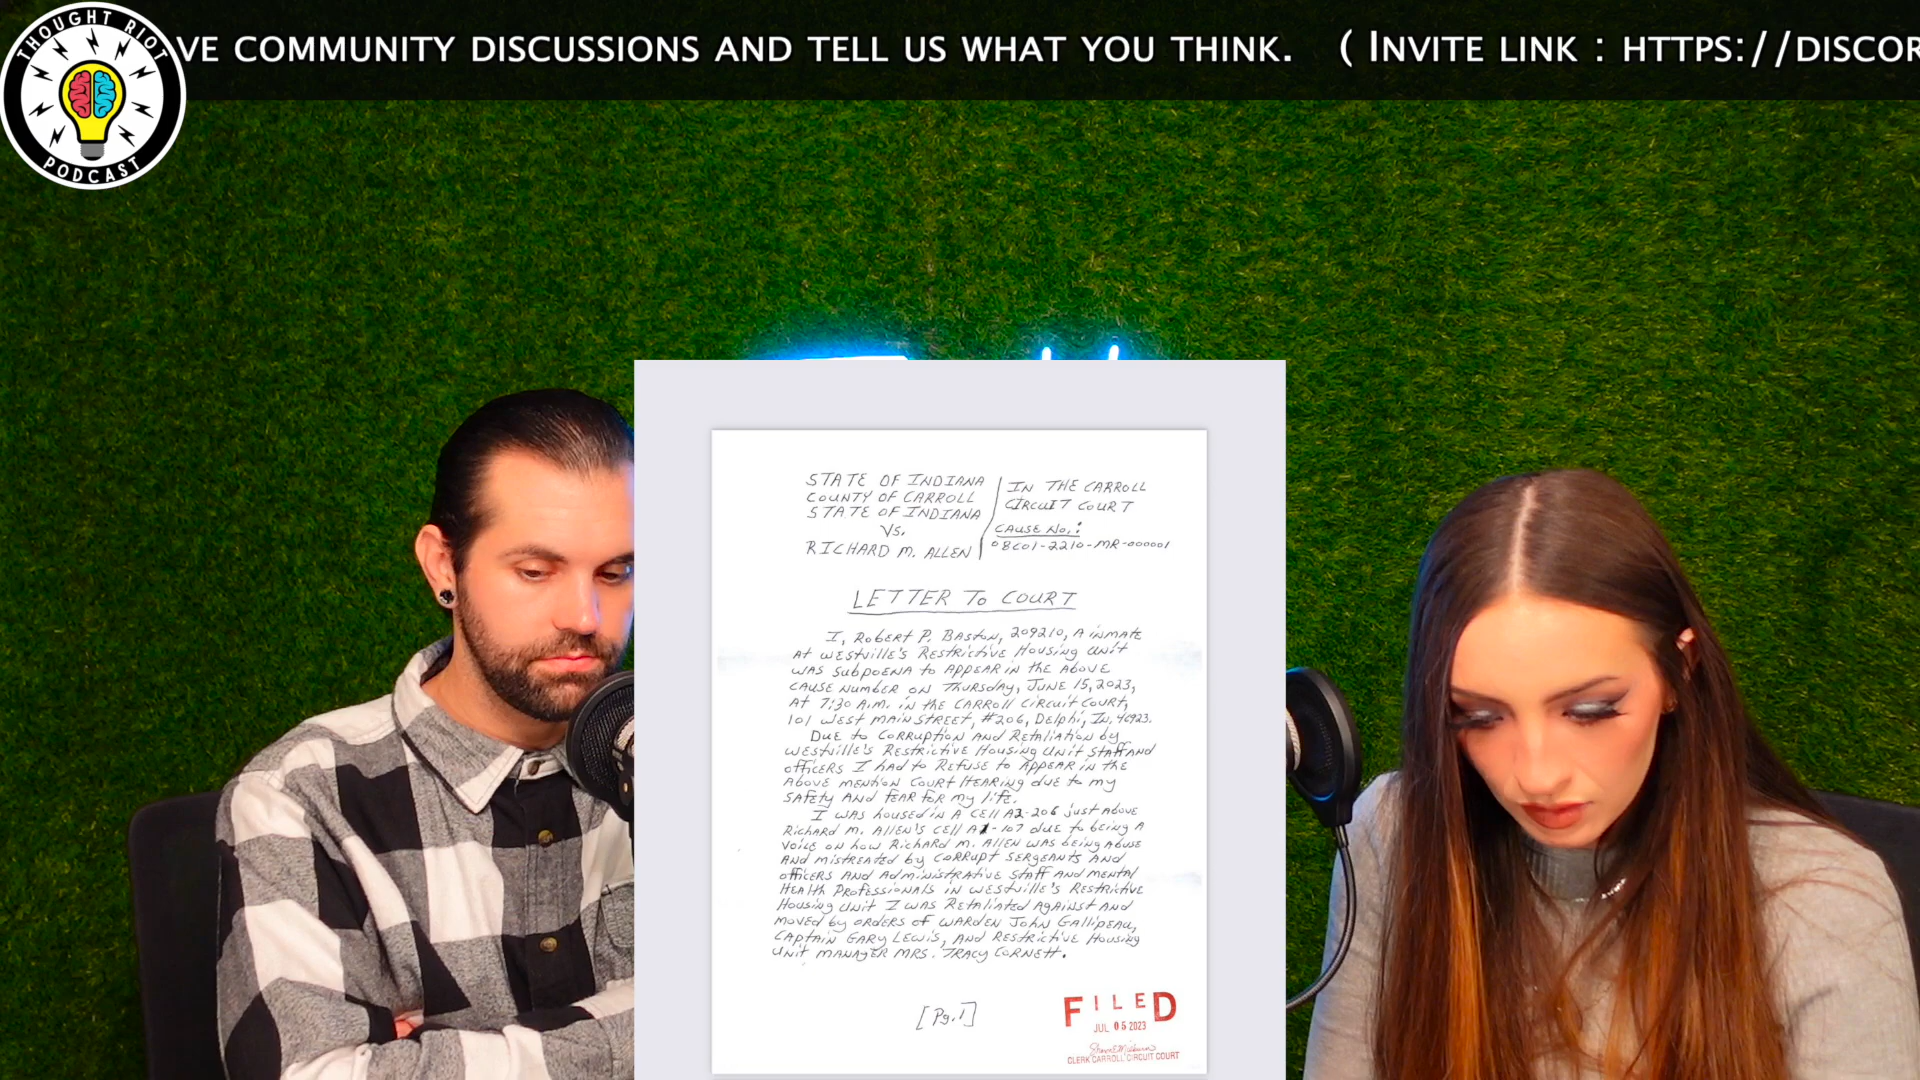 THOUGHT RIOT
PODCAST
VE COMMUNITY DISCUSSIONS AND TELL US WHAT YOU THINK. ( INVITE LINK : HTTPS://DISCOR
STATE OF INDIANA
COUNTY OF CARROLL
STATE OF INDIANA
VS.
RICHARD M. ALLEN
IN THE CARROLL
CIRCUIT COURT
CAUSE NO.:
08C01-2210-MR-000001
LETTER TO COURT
I, ROBERT P. BASTON, 209210, A INMATE
AT WESTVILLE'S RESTRICTIVE HOUSING UNIT
WAS SUBPOENA TO APPEAR IN THE ABOVE
CAUSE NUMBER ON THURSDAY, JUNE 15, 2023,
AT 7:30 A.M. IN THE CARROLL CIRCUIT COURT,
101 WEST MAIN STREET, #206, DELPHI, IN, 46923.
DUE TO CORRUPTION AND RETALIATION BY
WESTVILLE'S RESTRICTIVE HOUSING UNIT STAFF AND
OFFICERS I HAD TO REFUSE TO APPEAR IN THE
ABOVE MENTION COURT HEARING DUE TO MY
SAFETY AND FEAR FOR MY LIFE.
I WAS HOUSED IN A CELL A2-206 JUST ABOVE
RICHARD M. ALLEN'S CELL A1-107 DUE TO BEING A
VOICE ON HOW RICHARD M. ALLEN WAS BEING ABUSE
AND MISTREATED BY CORRUPT SERGEANTS AND
OFFICERS AND ADMINISTRATIVE STAFF AND MENTAL
HEALTH PROFESSIONALS IN WESTVILLE'S RESTRICTIVE
HOUSING UNIT I WAS RETALIATED AGAINST AND
MOVED BY ORDERS OF WARDEN JOHN GALLIPEAU,
CAPTAIN GARY LEWIS, AND RESTRICTIVE HOUSING
UNIT MANAGER MRS. TRACY CORNETT.
[Pg.1]
FILED
JUL 05 2023
CLERK CARROLL CIRCUIT COURT